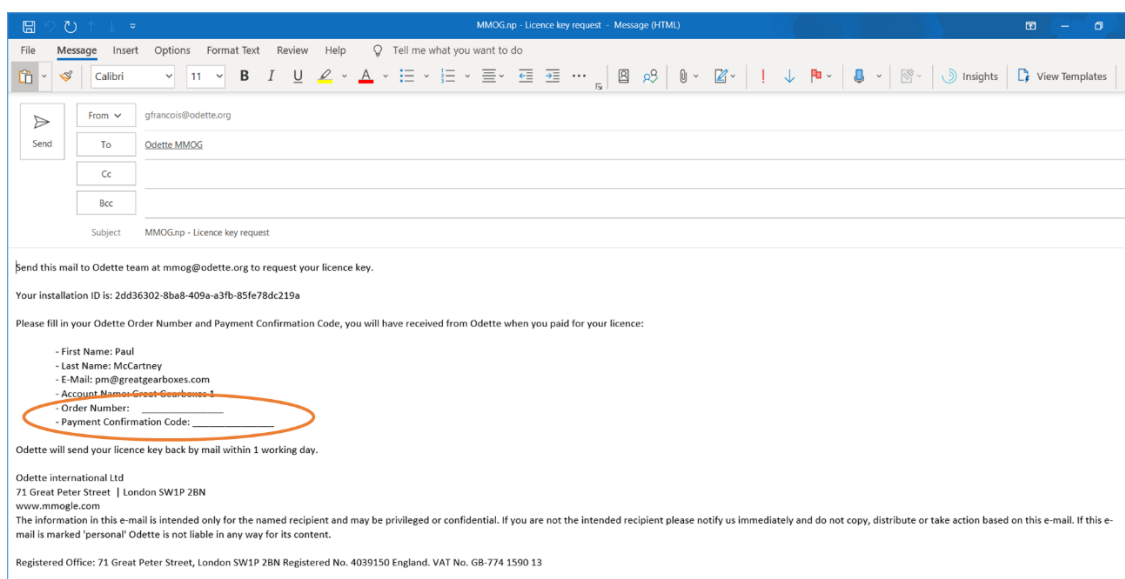 MMOG.np - Licence key request - Message (HTML)
File Message Insert Options Format Text Review Help Tell me what you want to do
Calibri 11 B I U A Insights View Templates
Send
From gfrancois@odette.org
To Odette MMOG
Cc
Bcc
Subject MMOG.np - Licence key request
Send this mail to Odette team at mmog@odette.org to request your licence key.
Your installation ID is: 2dd36302-8ba8-409a-a3fb-85fe78dc219a
Please fill in your Odette Order Number and Payment Confirmation Code, you will have received from Odette when you paid for your licence:
- First Name: Paul
- Last Name: McCartney
- E-Mail: pm@greatgearboxes.com
- Account Name: Great Gearboxes 1
- Order Number: _______________
- Payment Confirmation Code: _______________
Odette will send your licence key back by mail within 1 working day.
Odette international Ltd
71 Great Peter Street | London SW1P 2BN
www.mmogle.com
The information in this e-mail is intended only for the named recipient and may be privileged or confidential. If you are not the intended recipient please notify us immediately and do not copy, distribute or take action based on this e-mail. If this e-
mail is marked 'personal' Odette is not liable in any way for its content.
Registered Office: 71 Great Peter Street, London SW1P 2BN Registered No. 4039150 England. VAT No. GB-774 1590 13